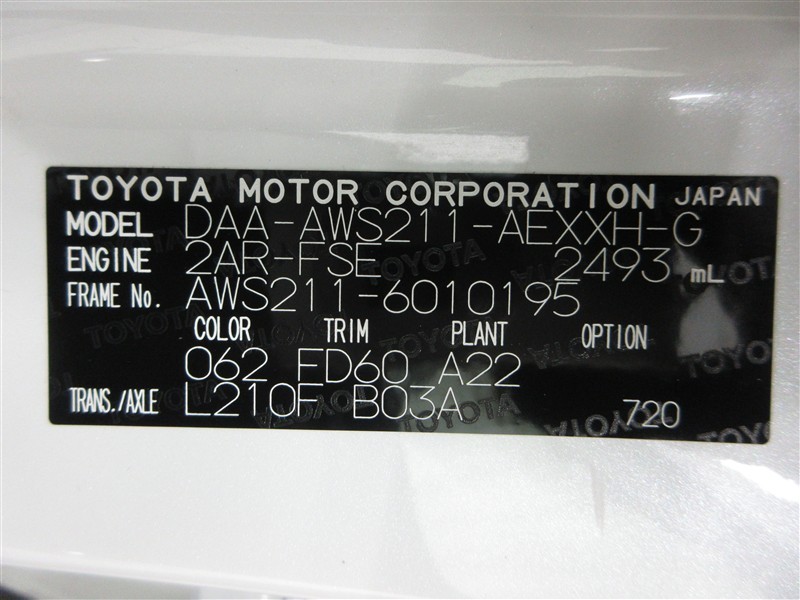 TOYOTA MOTOR CORPORATION JAPAN
MODEL DAA-AWS211-AEXXH-G
ENGINE 2AR-FSE 2493 mL
FRAME No. AWS211-6010195
COLOR TRIM PLANT OPTION
062 FD60 A22
TRANS./AXLE L210F B03A 720